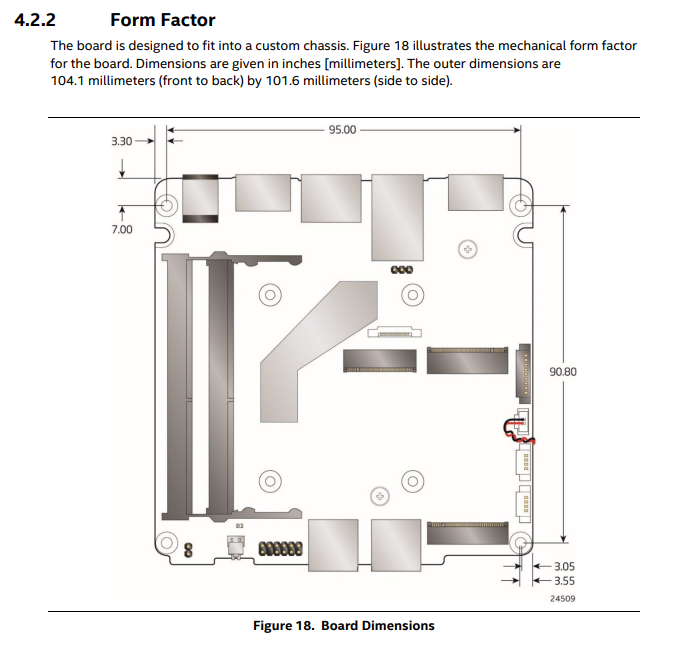 4.2.2 Form Factor
The board is designed to fit into a custom chassis. Figure 18 illustrates the mechanical form factor
for the board. Dimensions are given in inches [millimeters]. The outer dimensions are
104.1 millimeters (front to back) by 101.6 millimeters (side to side).
95.00
3.30
7.00
90.80
3.05
3.55
24509
Figure 18. Board Dimensions